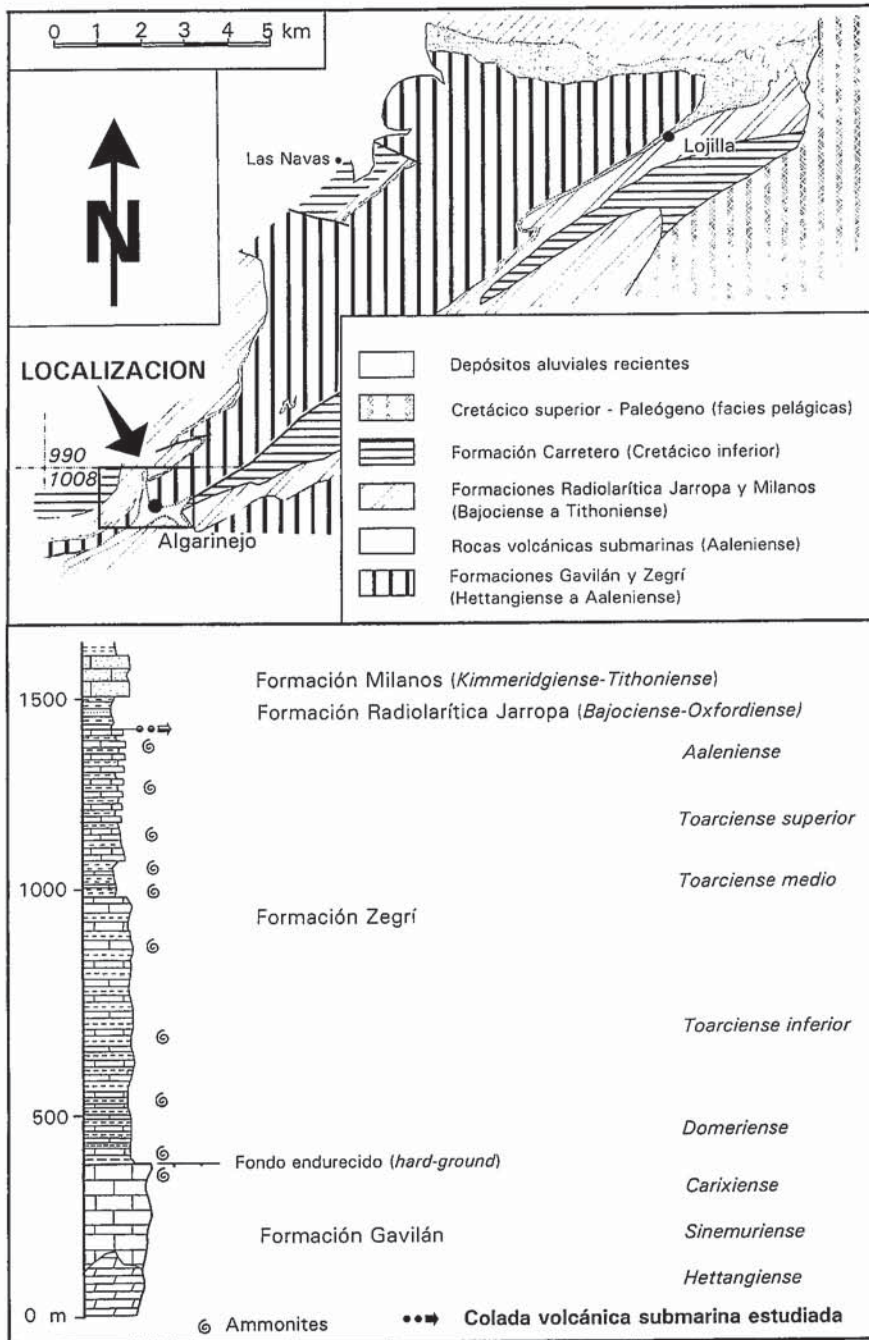 0 1 2 3 4 5 km
N
Las Navas
Lojilla
LOCALIZACION
990
1008
Algarinejo
Depósitos aluviales recientes
Cretácico superior - Paleógeno (facies pelágicas)
Formación Carretero (Cretácico inferior)
Formaciones Radiolarítica Jarropa y Milanos
(Bajociense a Tithoniense)
Rocas volcánicas submarinas (Aaleniense)
Formaciones Gavilán y Zegrí
(Hettangiense a Aaleniense)
Formación Milanos (Kimmeridgiense-Tithoniense)
1500
Formación Radiolarítica Jarropa (Bajociense-Oxfordiense)
Aaleniense
Toarciense superior
1000
Toarciense medio
Formación Zegrí
Toarciense inferior
500
Domeriense
Fondo endurecido (hard-ground)
Carixiense
Formación Gavilán
Sinemuriense
Hettangiense
0 m
Ammonites
Colada volcánica submarina estudiada